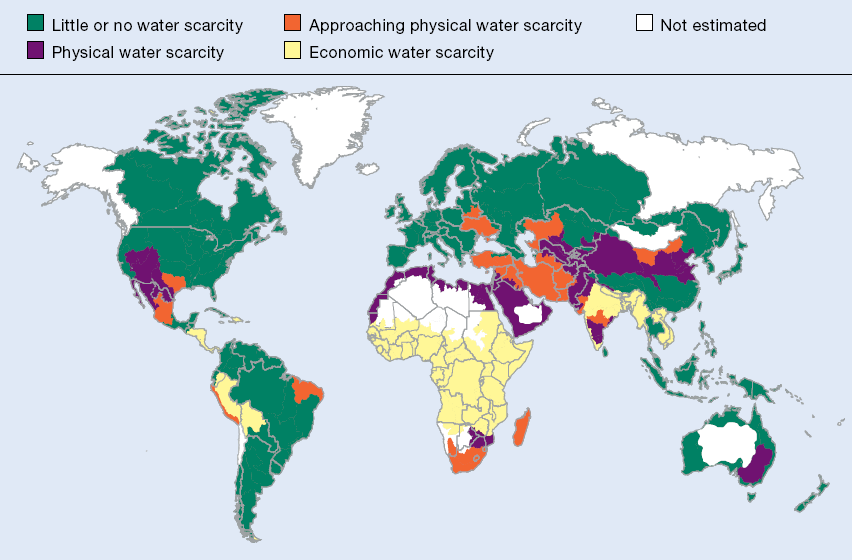 Little or no water scarcity
Approaching physical water scarcity
Not estimated
Physical water scarcity
Economic water scarcity